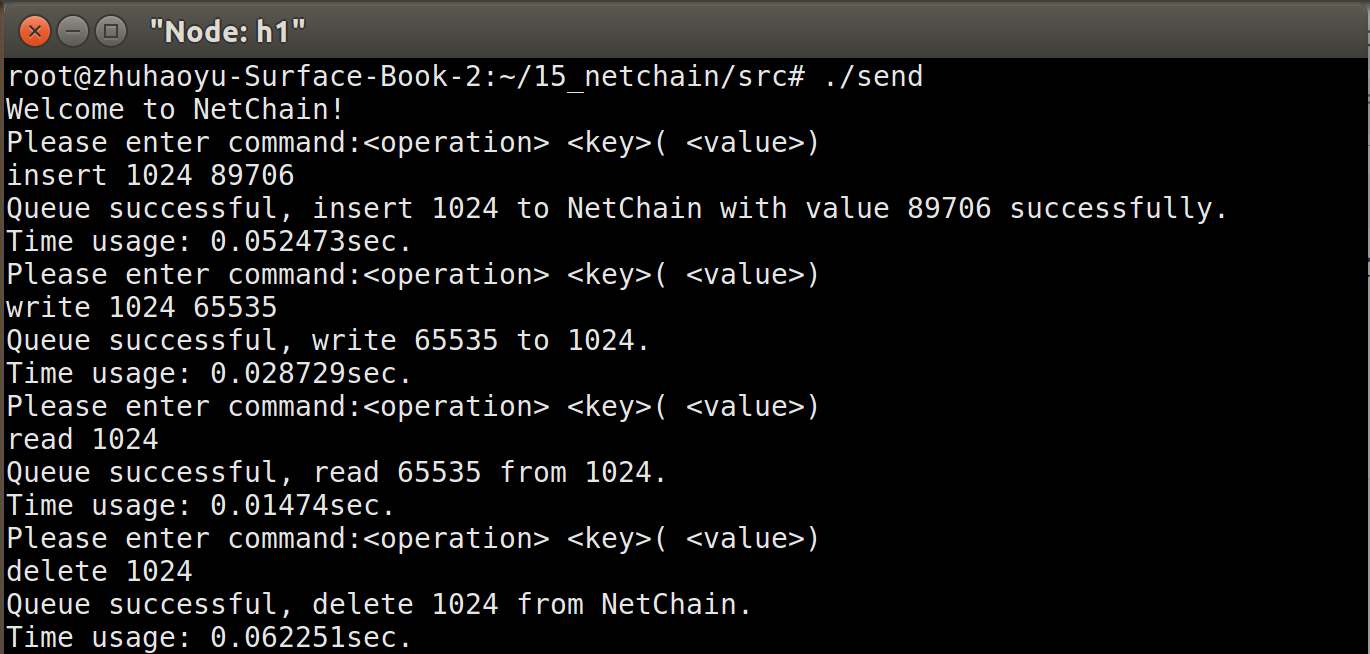 "Node: h1"
root@zhuhaoyu-Surface-Book-2:~/15_netchain/src# ./send
Welcome to NetChain!
Please enter command:<operation> <key>( <value>)
insert 1024 89706
Queue successful, insert 1024 to NetChain with value 89706 successfully.
Time usage: 0.052473sec.
Please enter command:<operation> <key>( <value>)
write 1024 65535
Queue successful, write 65535 to 1024.
Time usage: 0.028729sec.
Please enter command:<operation> <key>( <value>)
read 1024
Queue successful, read 65535 from 1024.
Time usage: 0.01474sec.
Please enter command:<operation> <key>( <value>)
delete 1024
Queue successful, delete 1024 from NetChain.
Time usage: 0.062251sec.